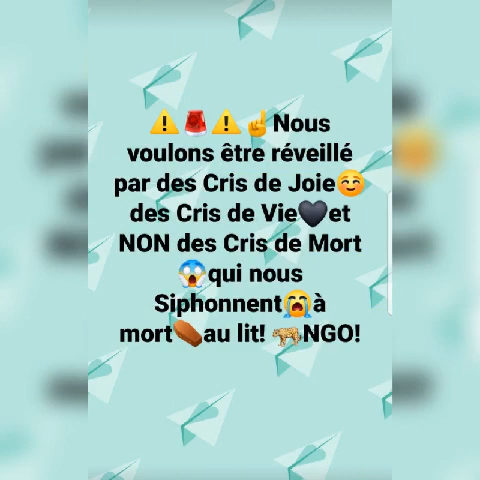 ⚠️🚨⚠️☝️Nous
voulons être réveillé
par des Cris de Joie☺️
des Cris de Vie🖤et
NON des Cris de Mort
😱qui nous
Siphonnent😭à
mort⚰️au lit! 🐆NGO!